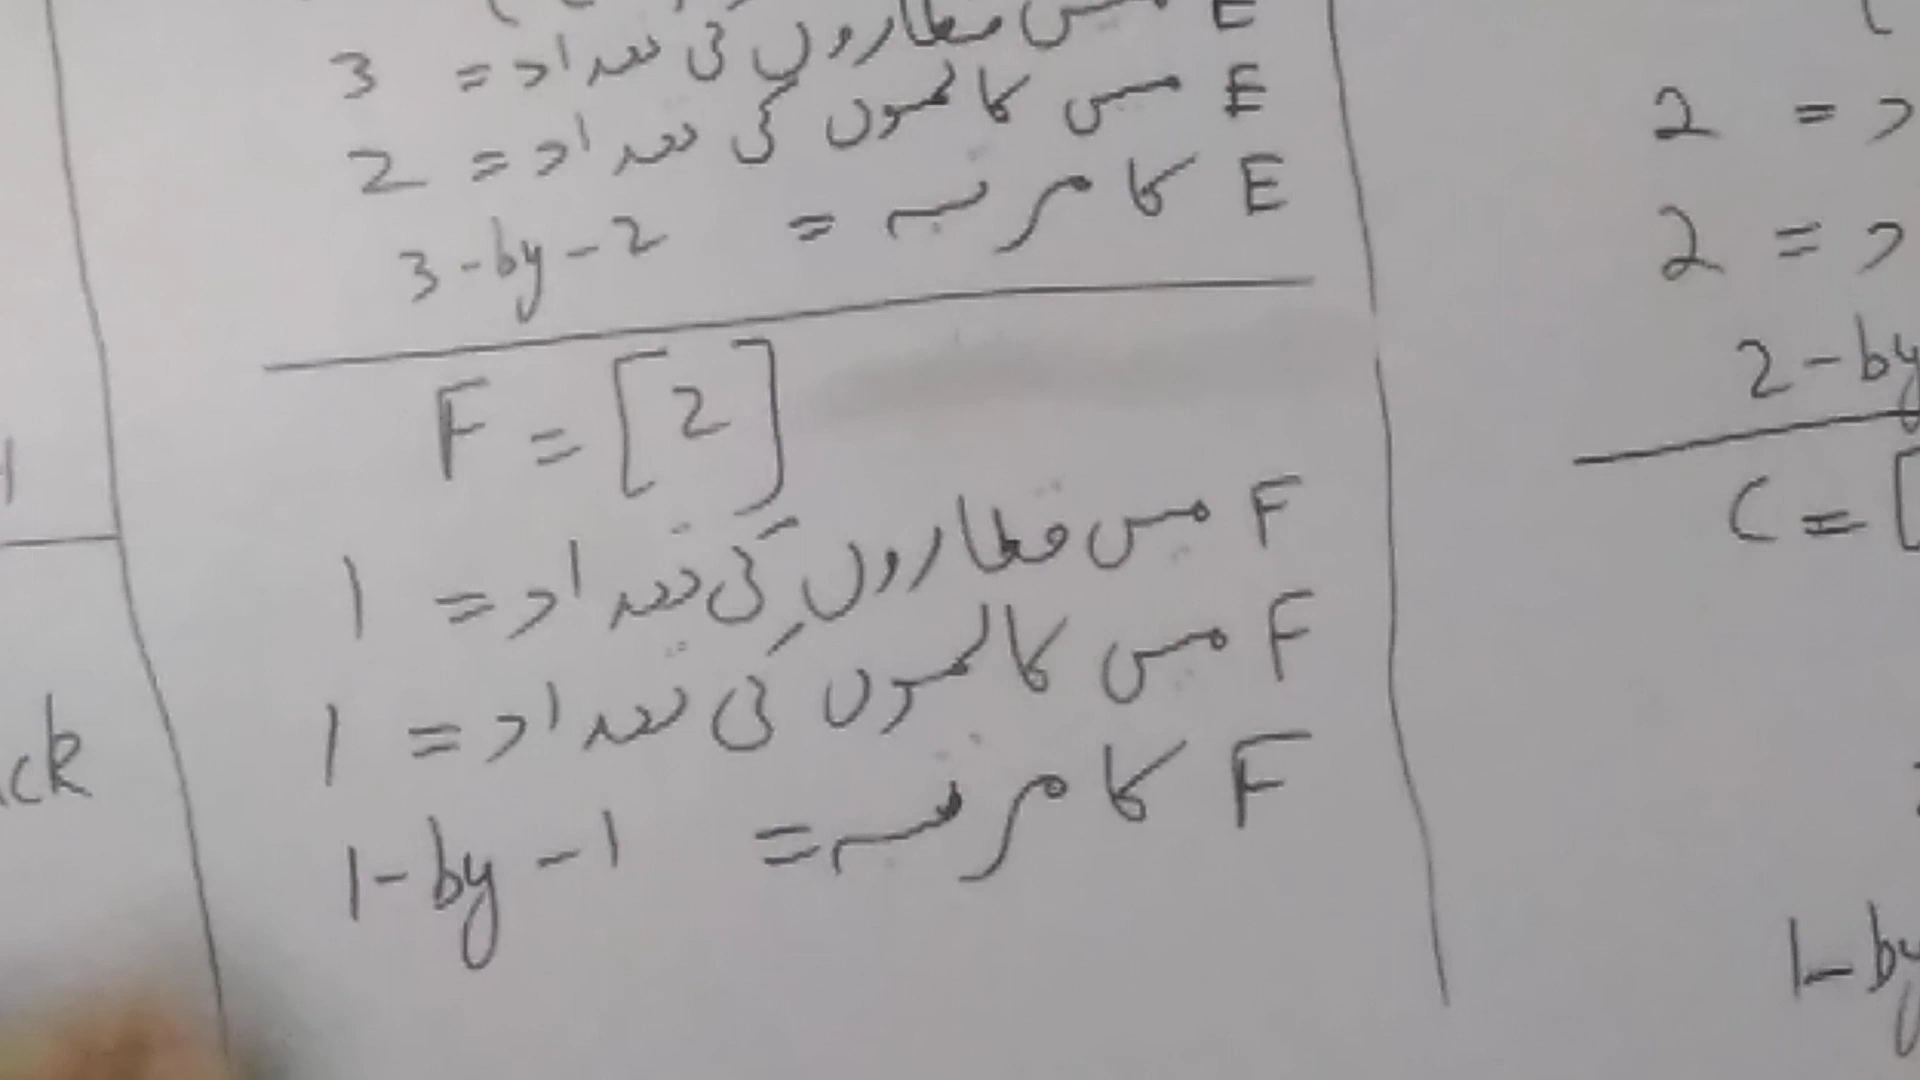 E میں قطاروں کی تعداد = 3
E میں کالموں کی تعداد = 2
E کا مرتبہ = 3-by-2
F = [2]
F میں قطاروں کی تعداد = 1
F میں کالموں کی تعداد = 1
F کا مرتبہ = 1-by-1
د = 2
د = 2
2-by
C = [
1-by
ck